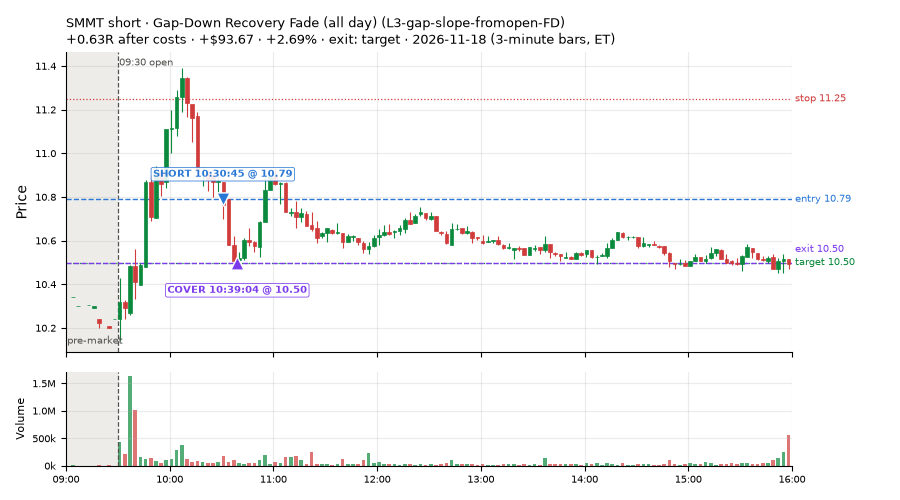 SMMT short · Gap-Down Recovery Fade (all day) (L3-gap-slope-fromopen-FD)
+0.63R after costs · +$93.67 · +2.69% · exit: target · 2026-11-18 (3-minute bars, ET)
09:30 open
11.4
stop 11.25
11.2
11.0
SHORT 10:30:45 @ 10.79
10.8
entry 10.79
Price
10.6
exit 10.50
target 10.50
10.4
COVER 10:39:04 @ 10.50
10.2
pre-market
1.5M
1.0M
Volume
500k
0k
09:00
10:00
11:00
12:00
13:00
14:00
15:00
16:00